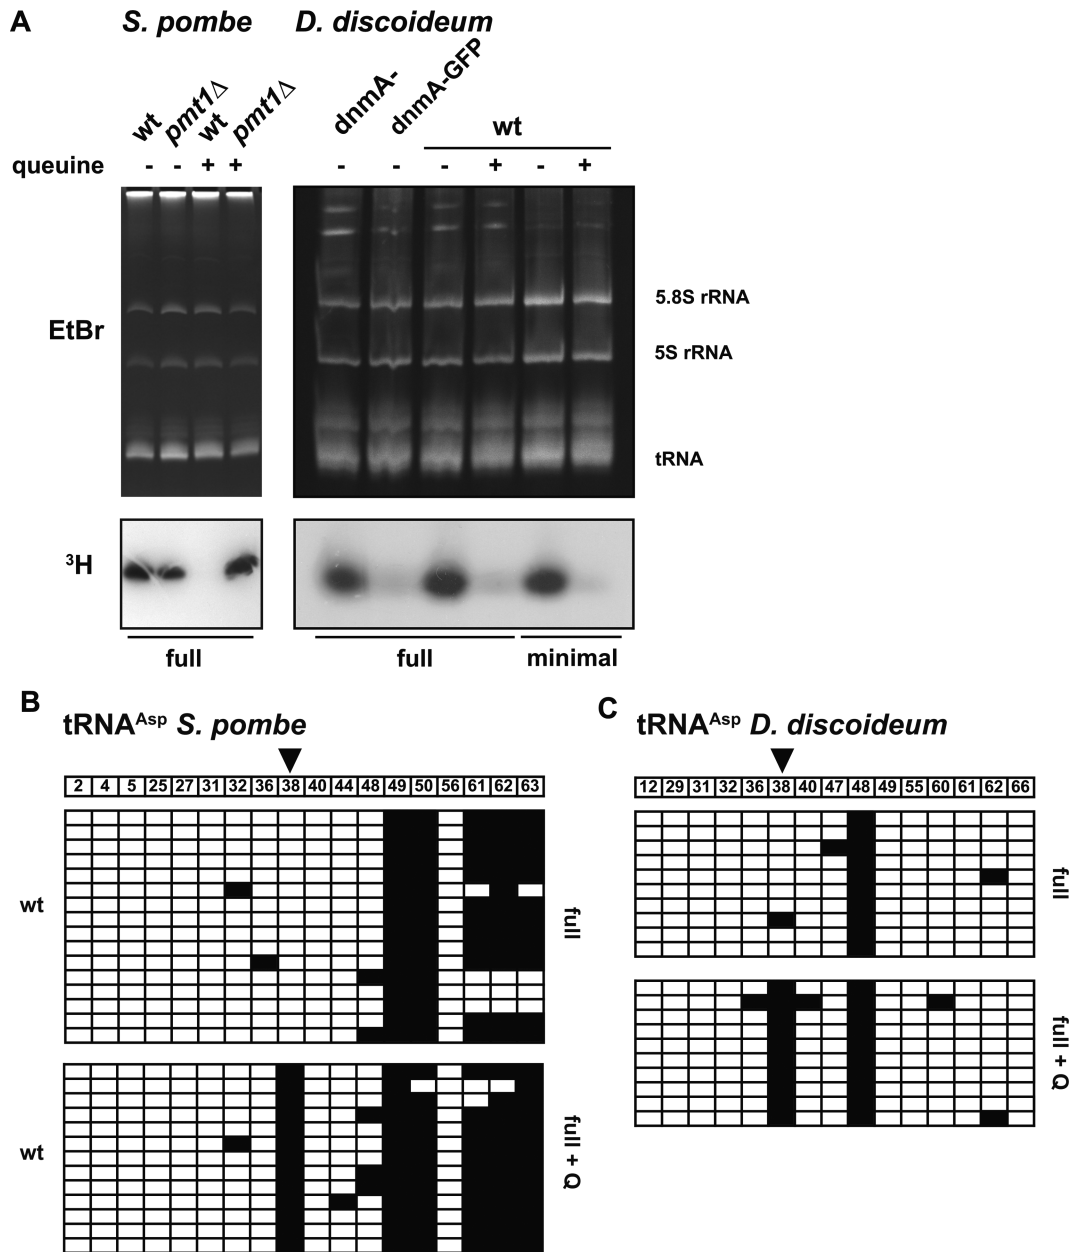 A
S. pombe
D. discoideum
wt
pmt1Δ
wt
pmt1Δ
dnmA-
dnmA-GFP
wt
queuine
- - + +
- - - + - +
EtBr
5.8S rRNA
5S rRNA
tRNA
³H
full
full
minimal
B
tRNAᴬˢᵖ S. pombe
2 4 5 25 27 31 32 36 38 40 44 48 49 50 56 61 62 63
wt
full
wt
full + Q
C
tRNAᴬˢᵖ D. discoideum
12 29 31 32 36 38 40 47 48 49 55 60 61 62 66
full
full + Q